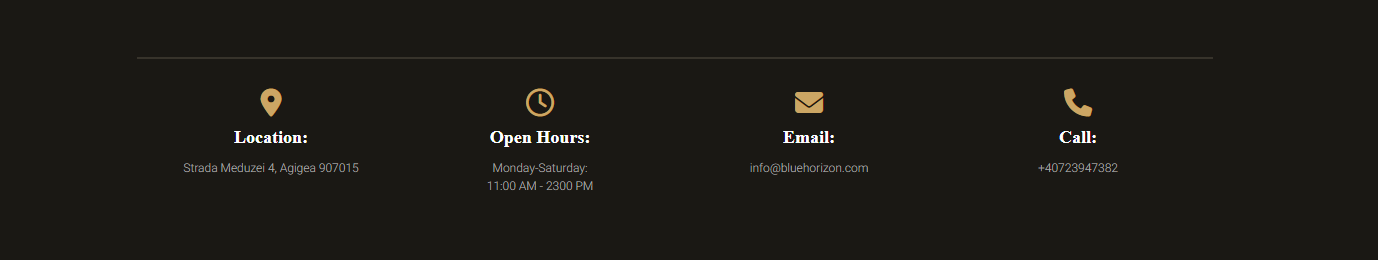 Location:
Strada Meduzei 4, Agigea 907015
Open Hours:
Monday-Saturday:
11:00 AM - 2300 PM
Email:
info@bluehorizon.com
Call:
+40723947382